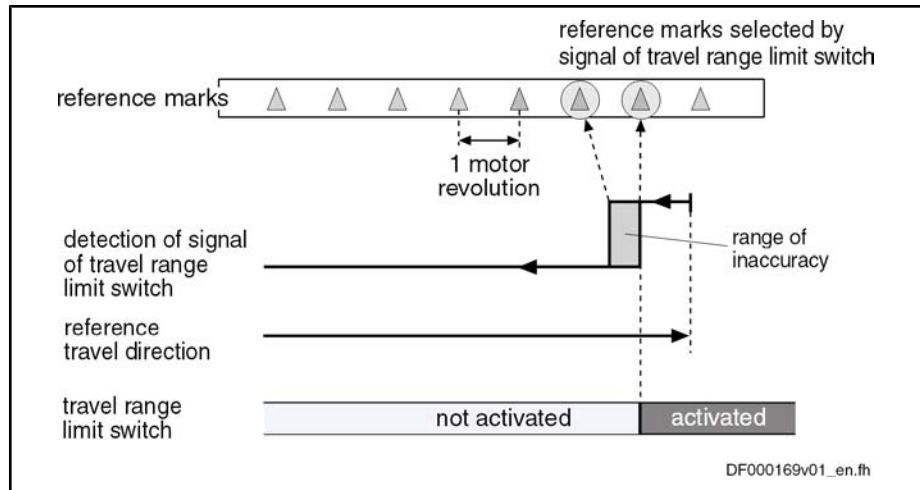 reference marks selected by
signal of travel range limit switch
reference marks
1 motor
revolution
detection of signal
of travel range
limit switch
range of
inaccuracy
reference
travel direction
travel range
limit switch
not activated
activated
DF000169v01_en.fh